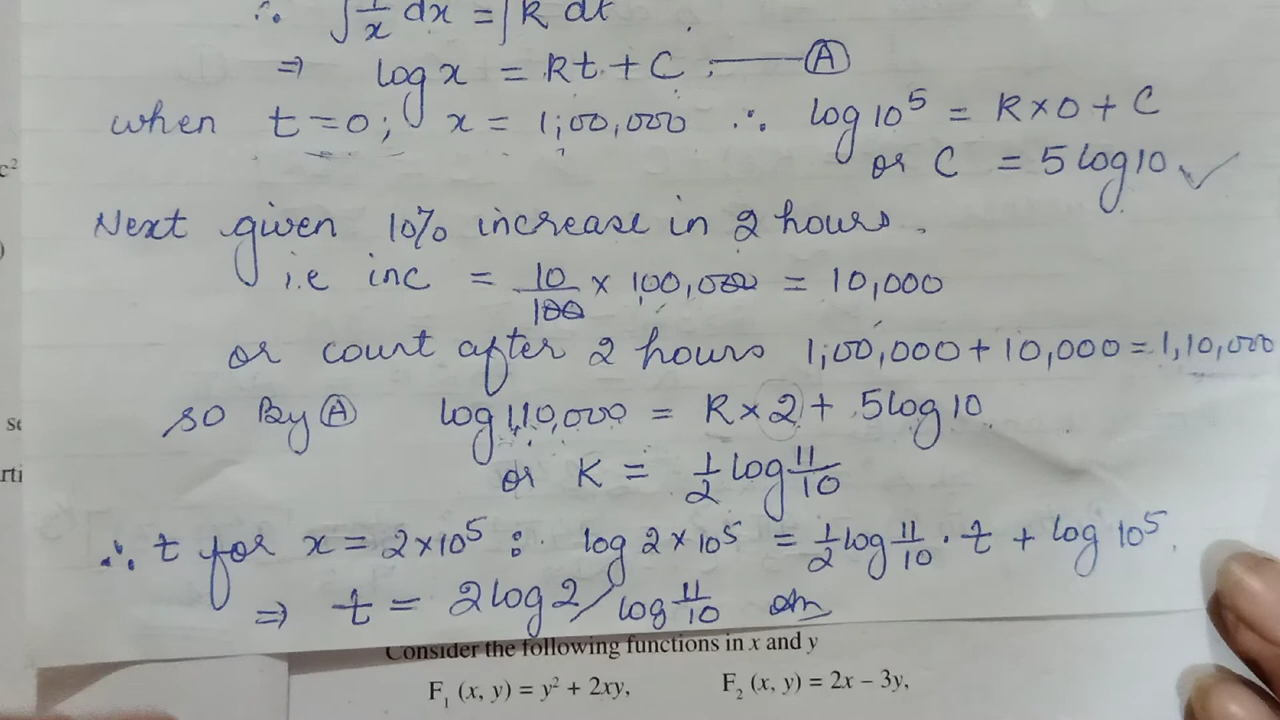 ∴ ∫ 1/x dx = ∫ k dt
⇒ log x = kt + C Ⓐ
when t = 0; x = 1,00,000 ∴ log 10⁵ = k × 0 + C
or C = 5 log 10 ✓
c²
Next given 10% increase in 2 hours.
)
i.e inc = 10/100 × 100,000 = 10,000
or count after 2 hours 1,00,000 + 10,000 = 1,10,000
so By Ⓐ log 1,10,000 = k × 2 + 5 log 10
or K = 1/2 log 11/10
rti
∴ t for x = 2×10⁵ : log 2×10⁵ = 1/2 log 11/10 · t + log 10⁵.
⇒ t = 2 log 2 / log 11/10
Consider the following functions in x and y
F₁ (x, y) = y² + 2xy, F₂ (x, y) = 2x – 3y,